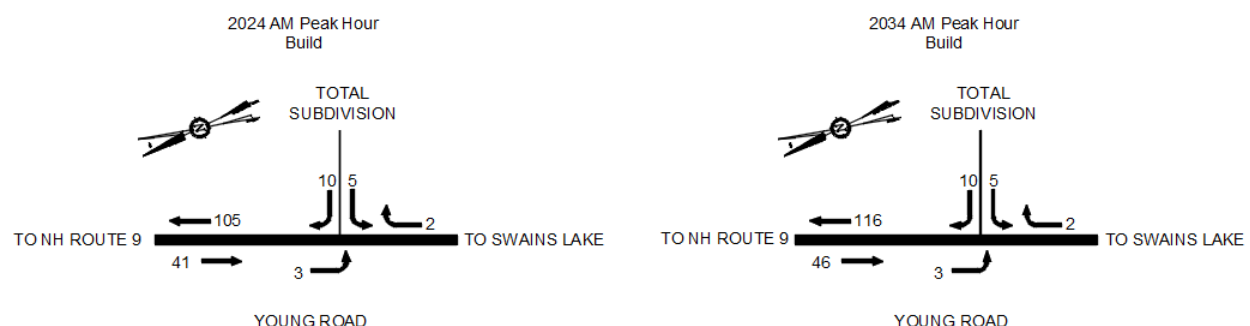 2024 AM Peak Hour
Build
TOTAL
SUBDIVISION
N
10 5
105
2
TO NH ROUTE 9
TO SWAINS LAKE
41
3
YOUNG ROAD
2034 AM Peak Hour
Build
TOTAL
SUBDIVISION
N
10 5
116
2
TO NH ROUTE 9
TO SWAINS LAKE
46
3
YOUNG ROAD